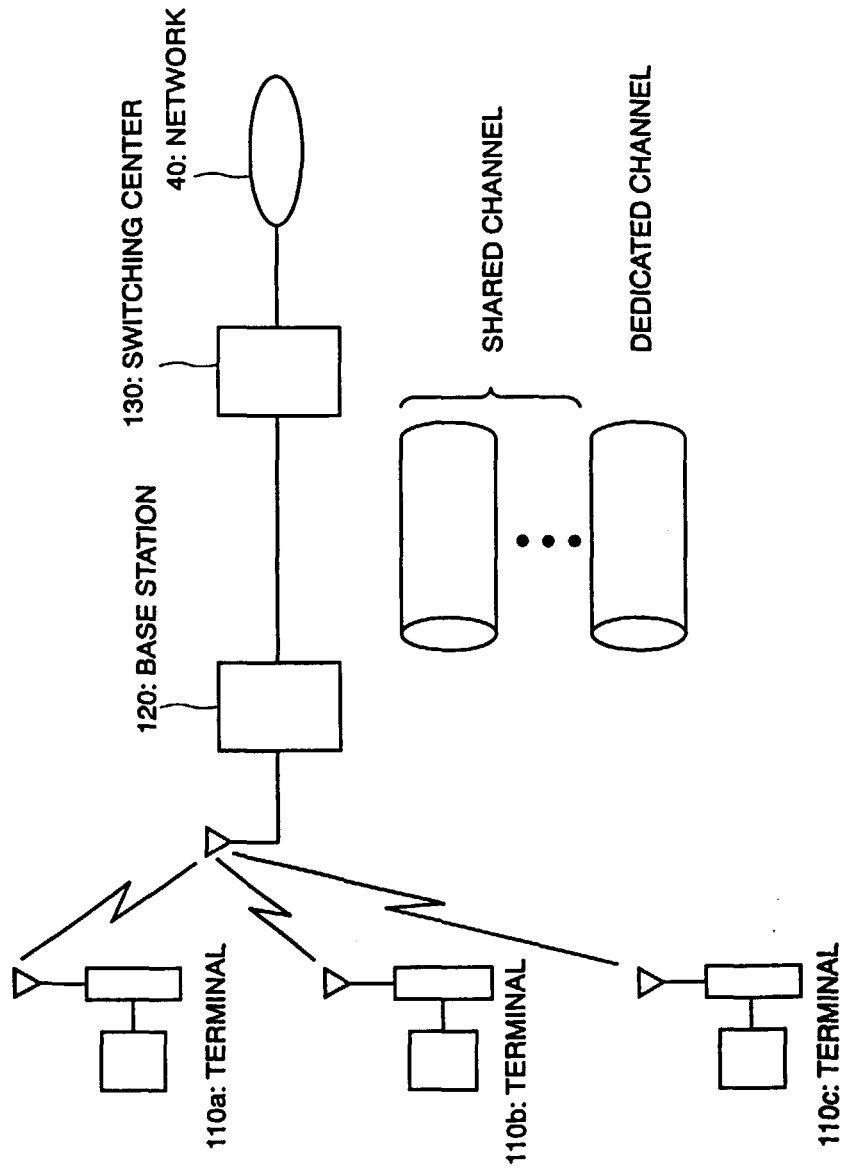 110a: TERMINAL
110b: TERMINAL
110c: TERMINAL
120: BASE STATION
130: SWITCHING CENTER
40: NETWORK
SHARED CHANNEL
DEDICATED CHANNEL